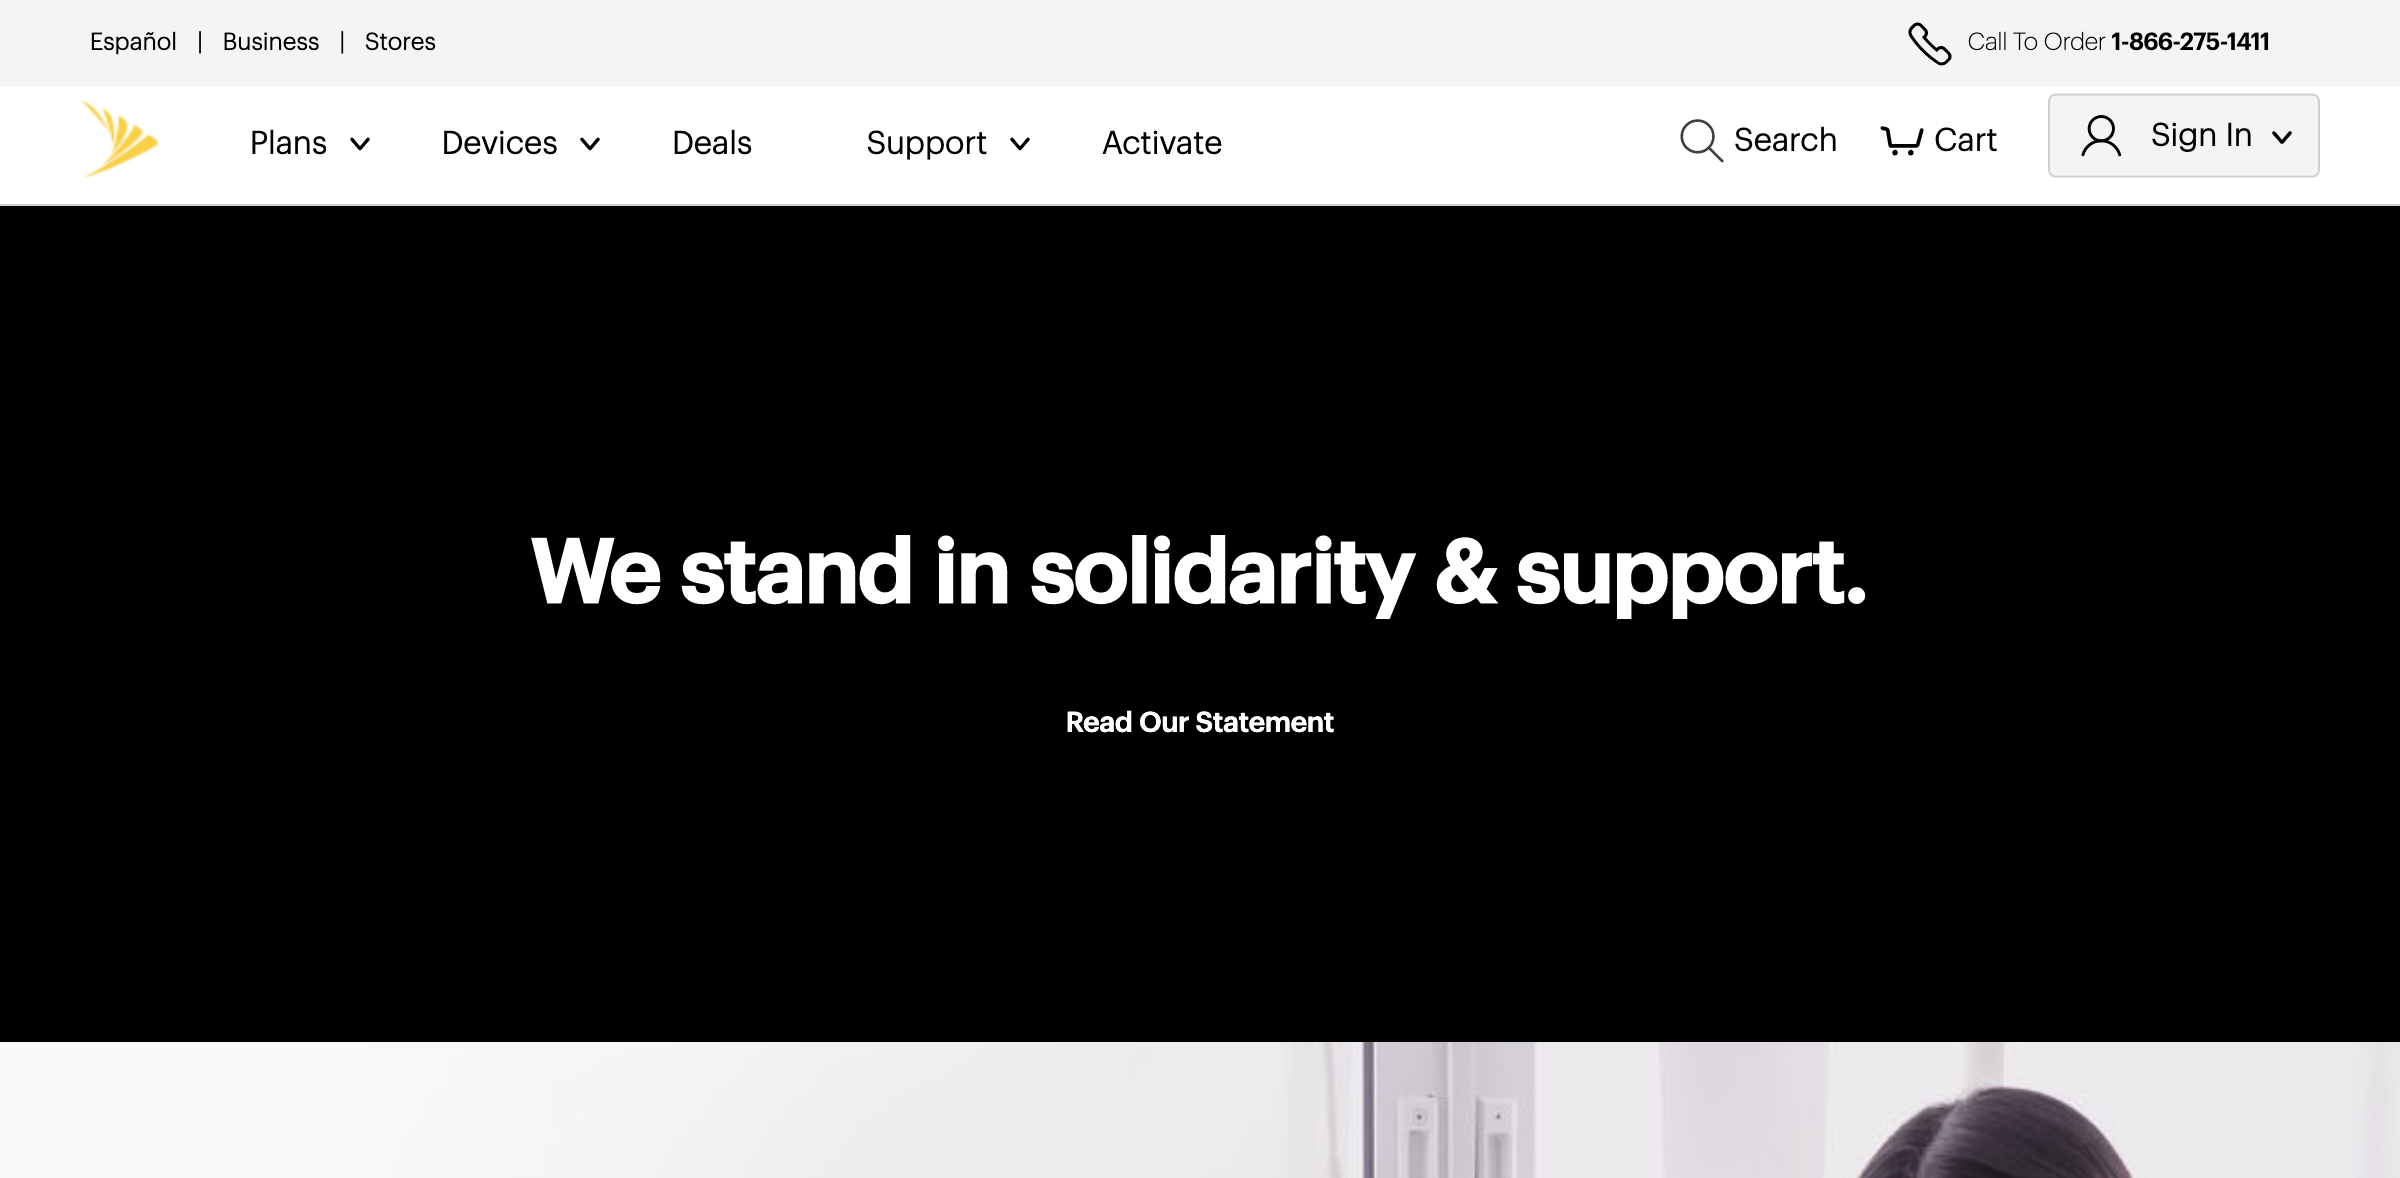 Español | Business | Stores
Call To Order 1-866-275-1411
Plans Devices Deals Support Activate
Search Cart Sign In
We stand in solidarity & support.
Read Our Statement